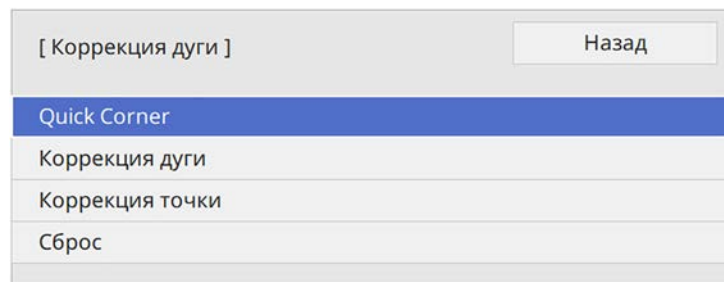 [ Коррекция дуги ]
Назад
Quick Corner
Коррекция дуги
Коррекция точки
Сброс